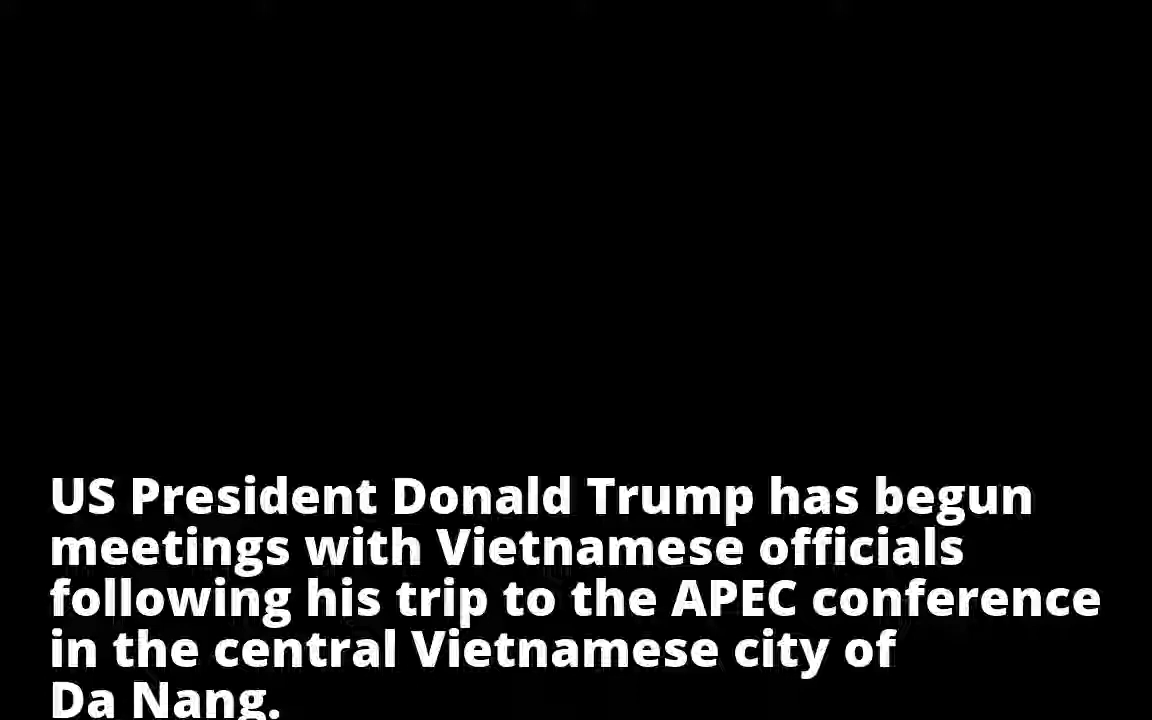 US President Donald Trump has begun
meetings with Vietnamese officials
following his trip to the APEC conference
in the central Vietnamese city of
Da Nang.